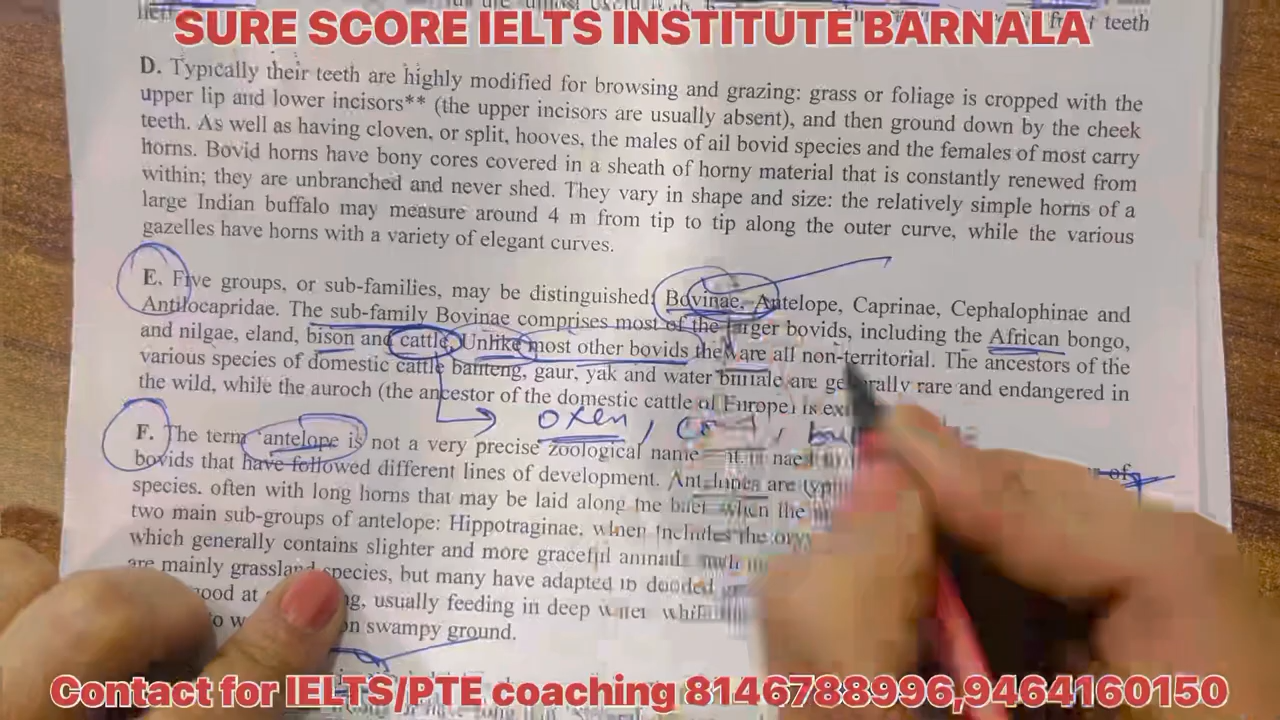 SURE SCORE IELTS INSTITUTE BARNALA
teeth
D. Typically their teeth are highly modified for browsing and grazing: grass or foliage is cropped with the
upper lip and lower incisors** (the upper incisors are usually absent), and then ground down by the cheek
teeth. As well as having cloven, or split, hooves, the males of ail bovid species and the females of most carry
horns. Bovid horns have bony cores covered in a sheath of horny material that is constantly renewed from
within; they are unbranched and never shed. They vary in shape and size: the relatively simple horns of a
large Indian buffalo may measure around 4 m from tip to tip along the outer curve, while the various
gazelles have horns with a variety of elegant curves.
E. Five groups, or sub-families, may be distinguished: Bovinae, Antelope, Caprinae, Cephalophinae and
Antilocapridae. The sub-family Bovinae comprises most of the larger bovids, including the African bongo,
and nilgae, eland, bison and cattle. Unlike most other bovids they are all non-territorial. The ancestors of the
various species of domestic cattle banteng, gaur, yak and water are generally rare and endangered in
the wild, while the auroch (the ancestor of the domestic cattle of Europe) is
oxen,
F. The term 'antelope is not a very precise zoological name
bovids that have followed different lines of development. Antelopes are
species. often with long horns that may be laid along the when the
two main sub-groups of antelope: Hippotraginae, includes the
which generally contains slighter and more graceful
are mainly grassland species, but many have adapted to
good at usually feeding in deep
on swampy ground.
Contact for IELTS/PTE coaching 8146788996,9464160150